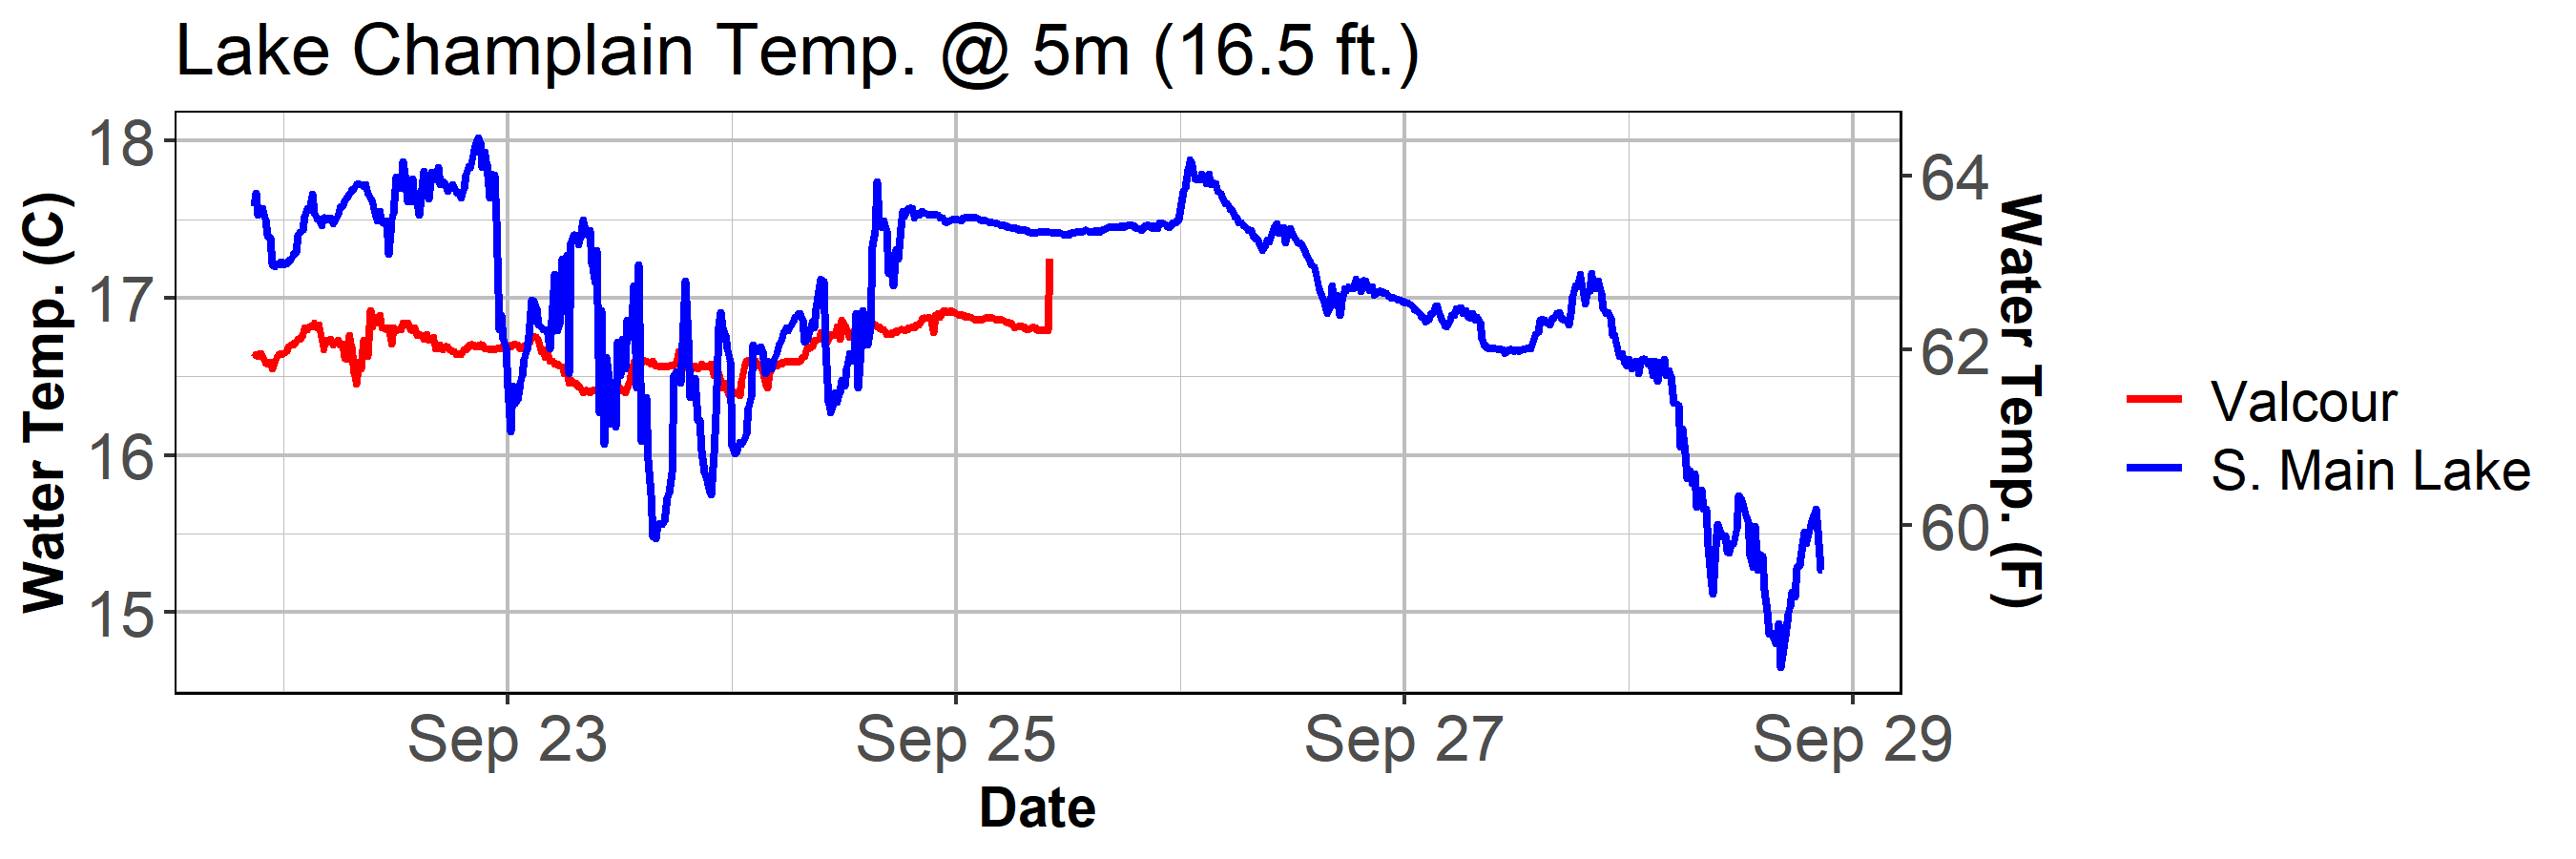 Lake Champlain Temp. @ 5m (16.5 ft.)
Water Temp. (C)
18
17
16
15
64
62
60
Water Temp. (F)
Sep 23
Sep 25
Sep 27
Sep 29
Date
Valcour
S. Main Lake